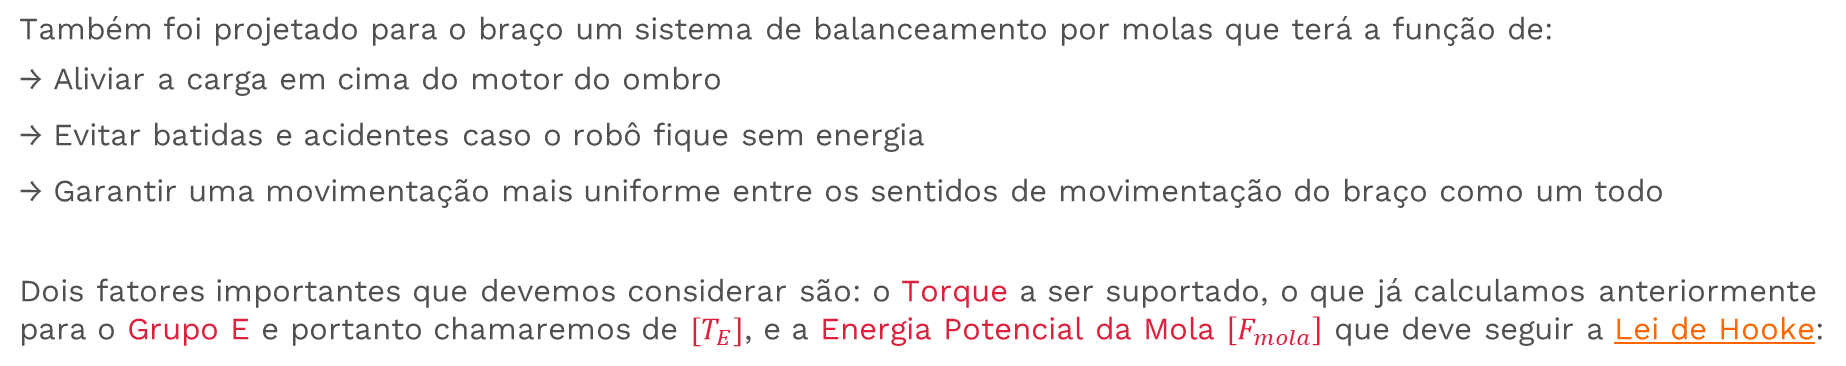 Também foi projetado para o braço um sistema de balanceamento por molas que terá a função de:
→ Aliviar a carga em cima do motor do ombro
→ Evitar batidas e acidentes caso o robô fique sem energia
→ Garantir uma movimentação mais uniforme entre os sentidos de movimentação do braço como um todo
Dois fatores importantes que devemos considerar são: o Torque a ser suportado, o que já calculamos anteriormente
para o Grupo E e portanto chamaremos de [T_E], e a Energia Potencial da Mola [F_mola] que deve seguir a Lei de Hooke: